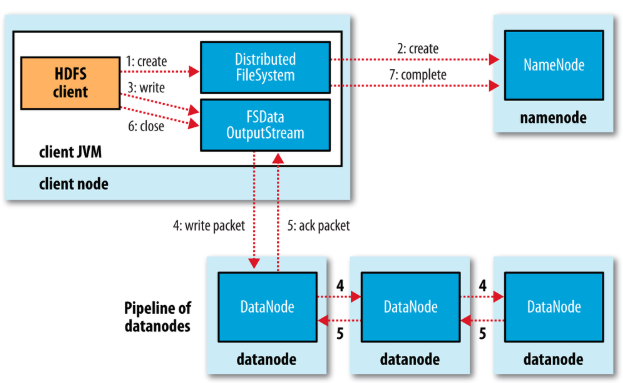 HDFS
client
1: create
3: write
6: close
Distributed
FileSystem
FSData
OutputStream
client JVM
client node
2: create
7: complete
NameNode
namenode
4: write packet
5: ack packet
Pipeline of
datanodes
DataNode
datanode
4
5
DataNode
datanode
4
5
DataNode
datanode